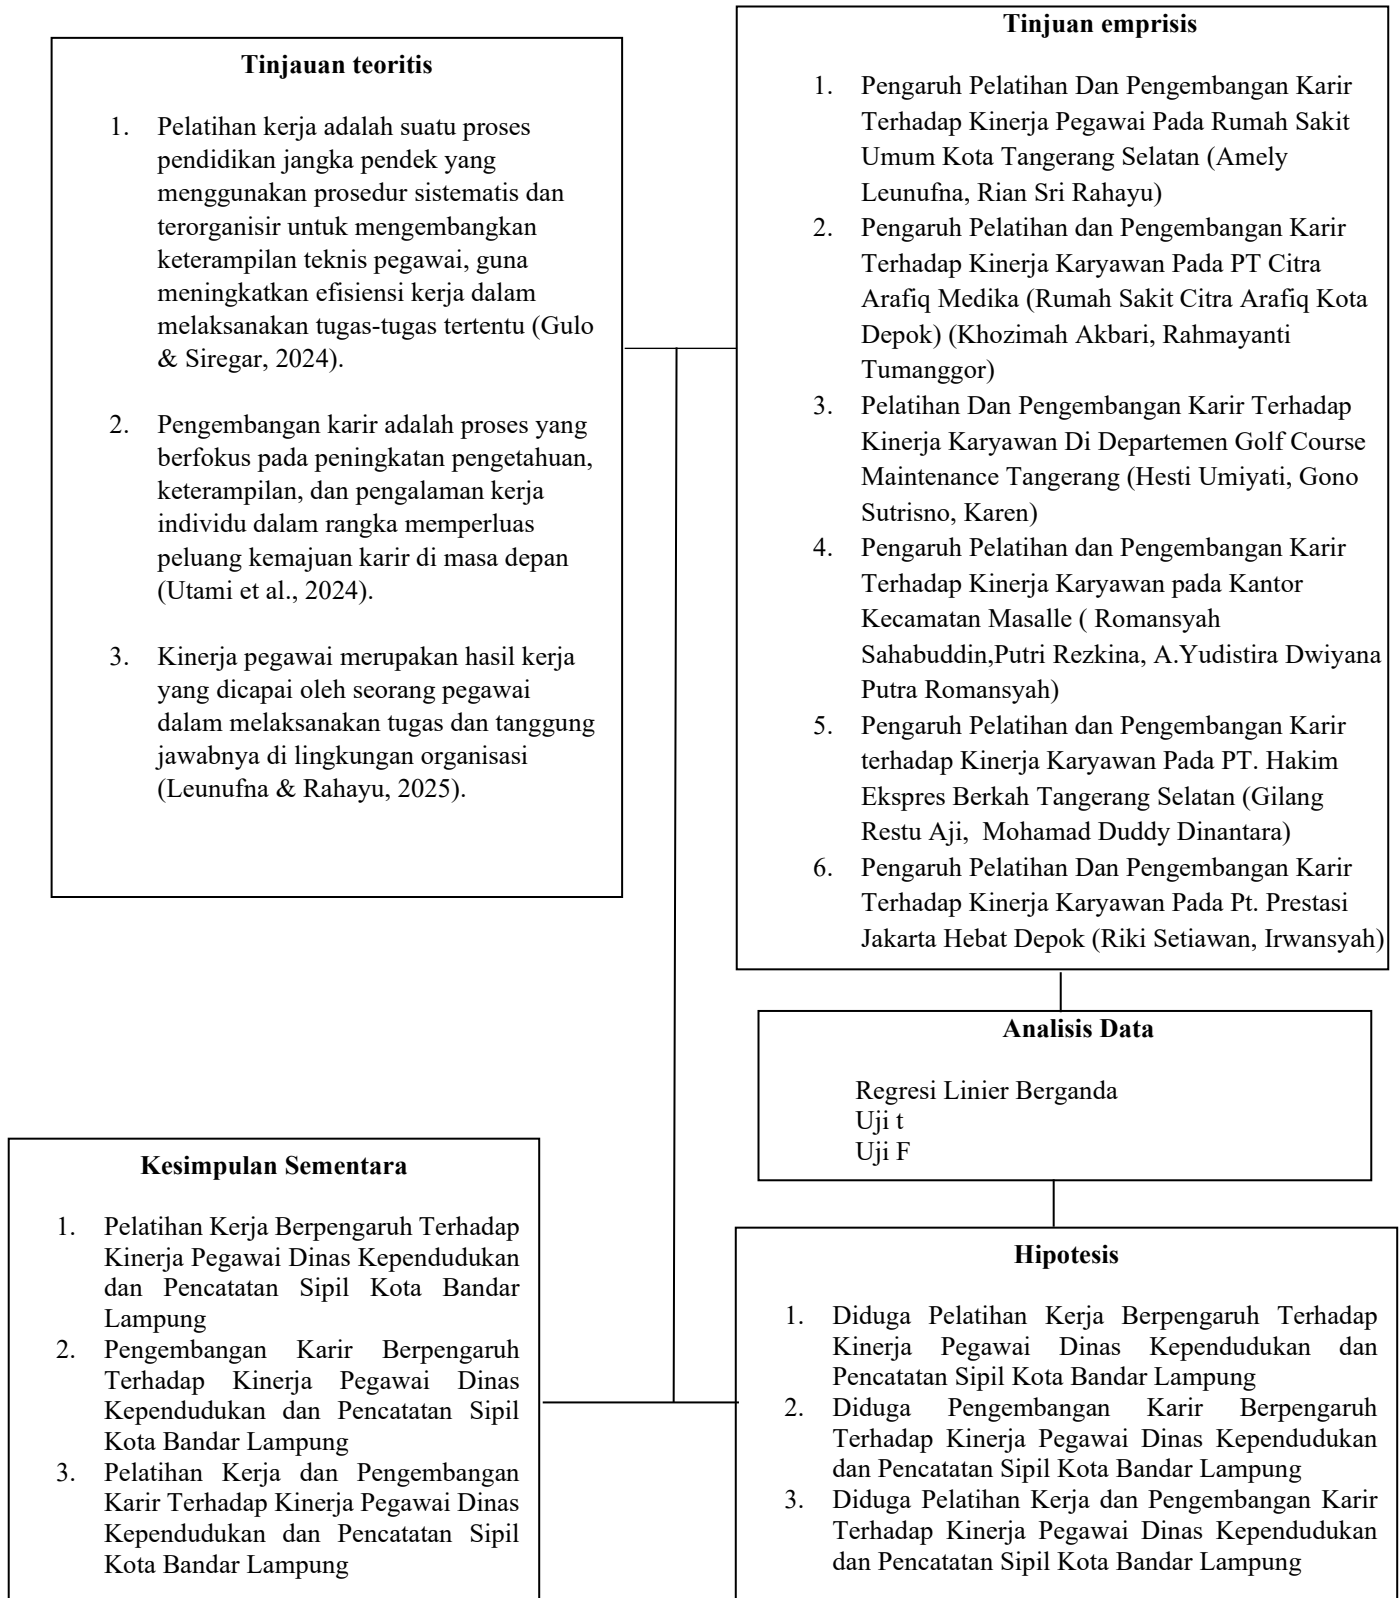 Tinjauan teoritis
1. Pelatihan kerja adalah suatu proses
pendidikan jangka pendek yang
menggunakan prosedur sistematis dan
terorganisir untuk mengembangkan
keterampilan teknis pegawai, guna
meningkatkan efisiensi kerja dalam
melaksanakan tugas-tugas tertentu (Gulo
& Siregar, 2024).
2. Pengembangan karir adalah proses yang
berfokus pada peningkatan pengetahuan,
keterampilan, dan pengalaman kerja
individu dalam rangka memperluas
peluang kemajuan karir di masa depan
(Utami et al., 2024).
3. Kinerja pegawai merupakan hasil kerja
yang dicapai oleh seorang pegawai
dalam melaksanakan tugas dan tanggung
jawabnya di lingkungan organisasi
(Leunufna & Rahayu, 2025).
Tinjuan emprisis
1. Pengaruh Pelatihan Dan Pengembangan Karir
Terhadap Kinerja Pegawai Pada Rumah Sakit
Umum Kota Tangerang Selatan (Amely
Leunufna, Rian Sri Rahayu)
2. Pengaruh Pelatihan dan Pengembangan Karir
Terhadap Kinerja Karyawan Pada PT Citra
Arafiq Medika (Rumah Sakit Citra Arafiq Kota
Depok) (Khozimah Akbari, Rahmayanti
Tumanggor)
3. Pelatihan Dan Pengembangan Karir Terhadap
Kinerja Karyawan Di Departemen Golf Course
Maintenance Tangerang (Hesti Umiyati, Gono
Sutrisno, Karen)
4. Pengaruh Pelatihan dan Pengembangan Karir
Terhadap Kinerja Karyawan pada Kantor
Kecamatan Masalle ( Romansyah
Sahabuddin,Putri Rezkina, A.Yudistira Dwiyana
Putra Romansyah)
5. Pengaruh Pelatihan dan Pengembangan Karir
terhadap Kinerja Karyawan Pada PT. Hakim
Ekspres Berkah Tangerang Selatan (Gilang
Restu Aji, Mohamad Duddy Dinantara)
6. Pengaruh Pelatihan Dan Pengembangan Karir
Terhadap Kinerja Karyawan Pada Pt. Prestasi
Jakarta Hebat Depok (Riki Setiawan, Irwansyah)
Analisis Data
Regresi Linier Berganda
Uji t
Uji F
Kesimpulan Sementara
1. Pelatihan Kerja Berpengaruh Terhadap
Kinerja Pegawai Dinas Kependudukan
dan Pencatatan Sipil Kota Bandar
Lampung
2. Pengembangan Karir Berpengaruh
Terhadap Kinerja Pegawai Dinas
Kependudukan dan Pencatatan Sipil
Kota Bandar Lampung
3. Pelatihan Kerja dan Pengembangan
Karir Terhadap Kinerja Pegawai Dinas
Kependudukan dan Pencatatan Sipil
Kota Bandar Lampung
Hipotesis
1. Diduga Pelatihan Kerja Berpengaruh Terhadap
Kinerja Pegawai Dinas Kependudukan dan
Pencatatan Sipil Kota Bandar Lampung
2. Diduga Pengembangan Karir Berpengaruh
Terhadap Kinerja Pegawai Dinas Kependudukan
dan Pencatatan Sipil Kota Bandar Lampung
3. Diduga Pelatihan Kerja dan Pengembangan Karir
Terhadap Kinerja Pegawai Dinas Kependudukan
dan Pencatatan Sipil Kota Bandar Lampung